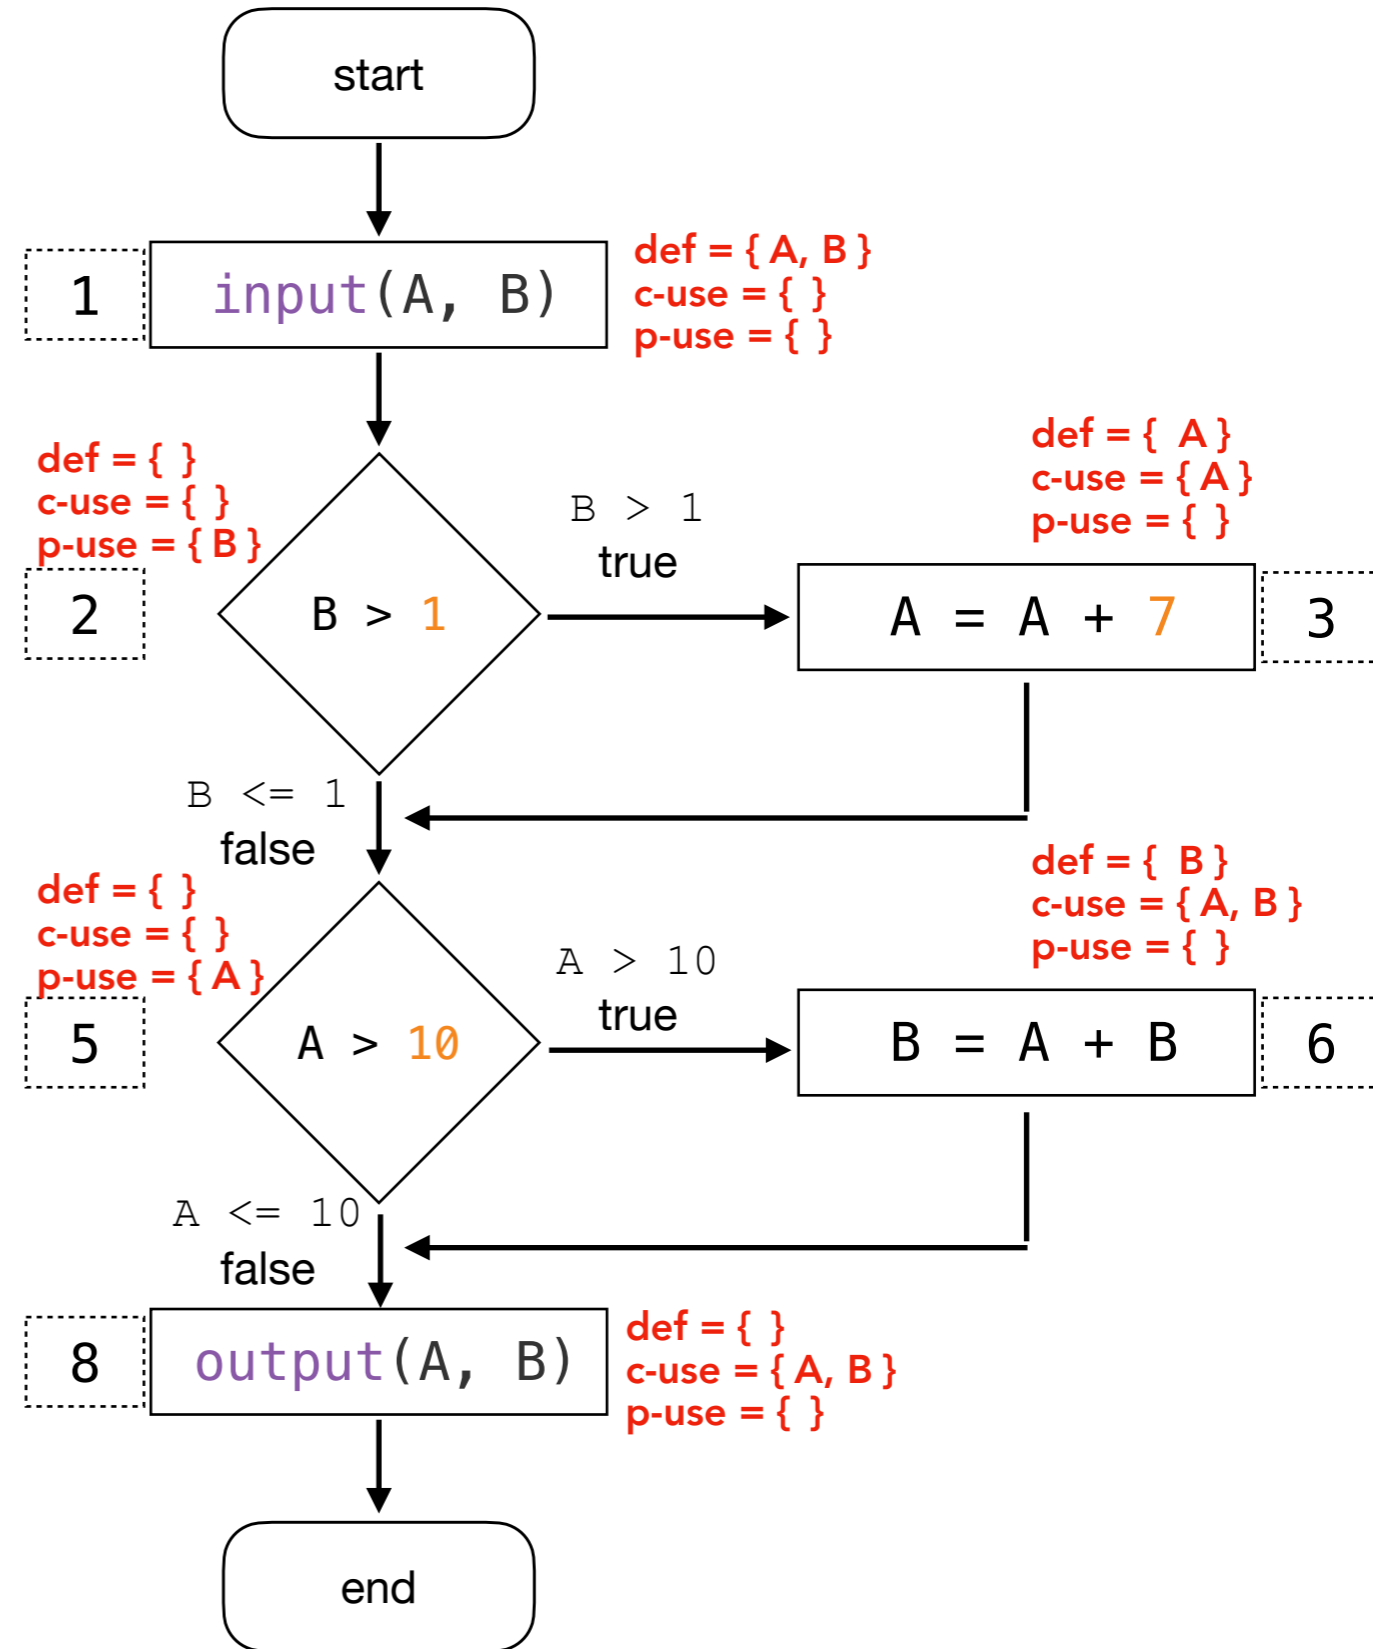 start
1
input(A, B)
def = { A, B }
c-use = { }
p-use = { }
def = { }
c-use = { }
p-use = { B }
2
B > 1
B > 1
true
def = { A }
c-use = { A }
p-use = { }
A = A + 7
3
B <= 1
false
def = { }
c-use = { }
p-use = { A }
5
A > 10
A > 10
true
def = { B }
c-use = { A, B }
p-use = { }
B = A + B
6
A <= 10
false
8
output(A, B)
def = { }
c-use = { A, B }
p-use = { }
end